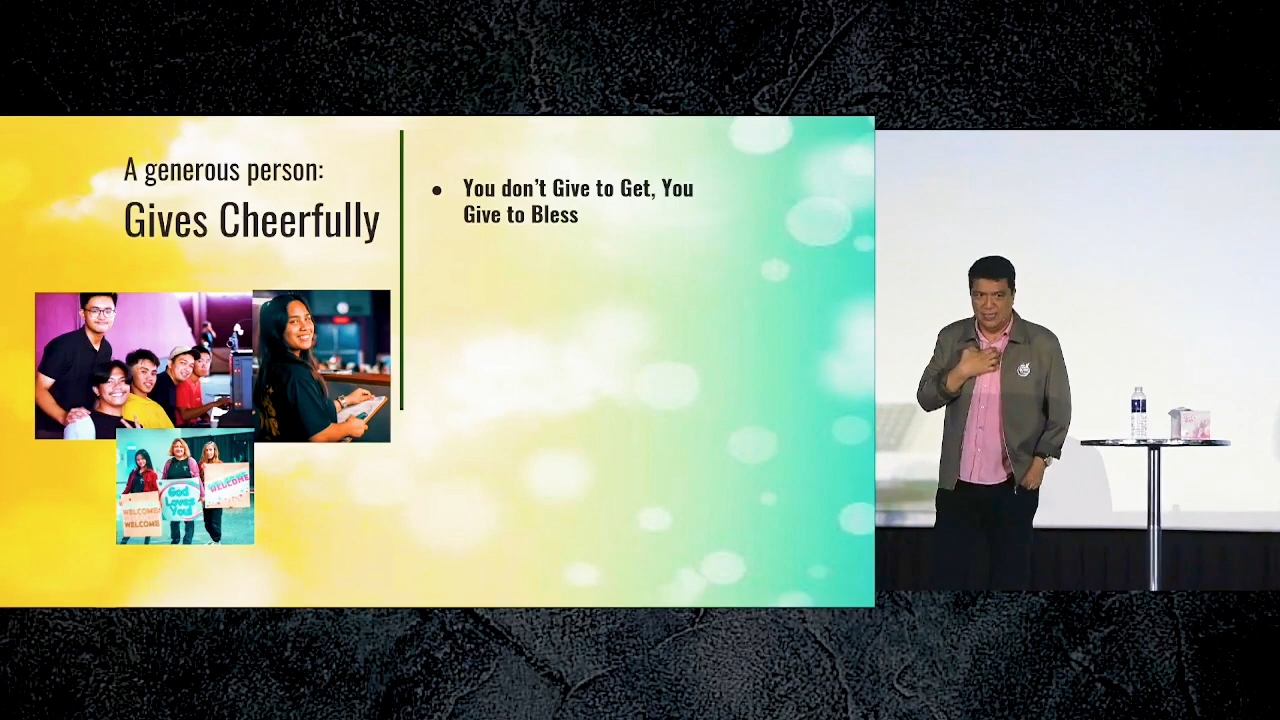 A generous person:
Gives Cheerfully
● You don't Give to Get, You
Give to Bless
WELCOME!
WELCOME
God
Loves
You!
WELCOME